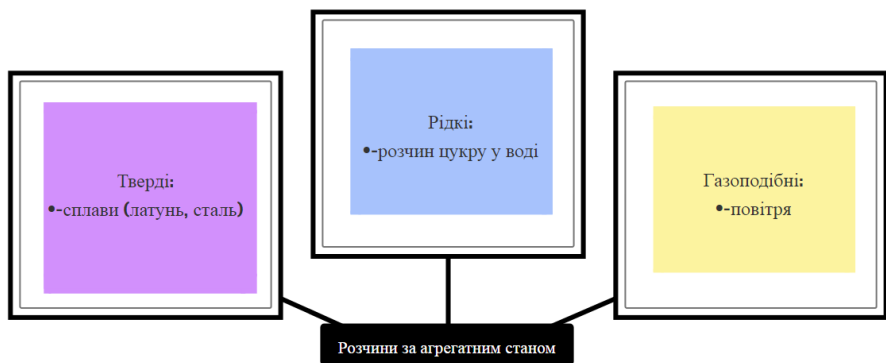 Тверді:
•-сплави (латунь, сталь)
Рідкі:
•-розчин цукру у воді
Газоподібні:
•-повітря
Розчини за агрегатним станом